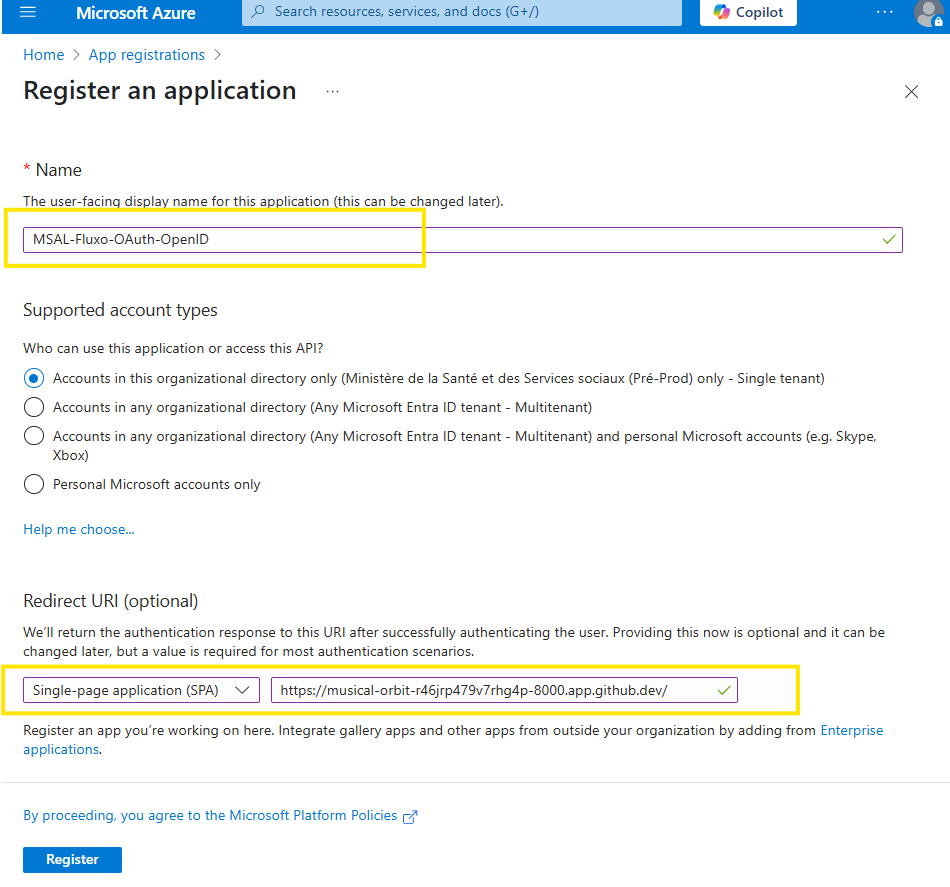 Microsoft Azure
Search resources, services, and docs (G+/)
Copilot
...
Home > App registrations >
Register an application
...
* Name
The user-facing display name for this application (this can be changed later).
MSAL-Fluxo-OAuth-OpenID
Supported account types
Who can use this application or access this API?
Accounts in this organizational directory only (Ministère de la Santé et des Services sociaux (Pré-Prod) only - Single tenant)
Accounts in any organizational directory (Any Microsoft Entra ID tenant - Multitenant)
Accounts in any organizational directory (Any Microsoft Entra ID tenant - Multitenant) and personal Microsoft accounts (e.g. Skype,
Xbox)
Personal Microsoft accounts only
Help me choose...
Redirect URI (optional)
We'll return the authentication response to this URI after successfully authenticating the user. Providing this now is optional and it can be
changed later, but a value is required for most authentication scenarios.
Single-page application (SPA)
https://musical-orbit-r46jrp479v7rhg4p-8000.app.github.dev/
Register an app you're working on here. Integrate gallery apps and other apps from outside your organization by adding from Enterprise
applications.
By proceeding, you agree to the Microsoft Platform Policies
Register